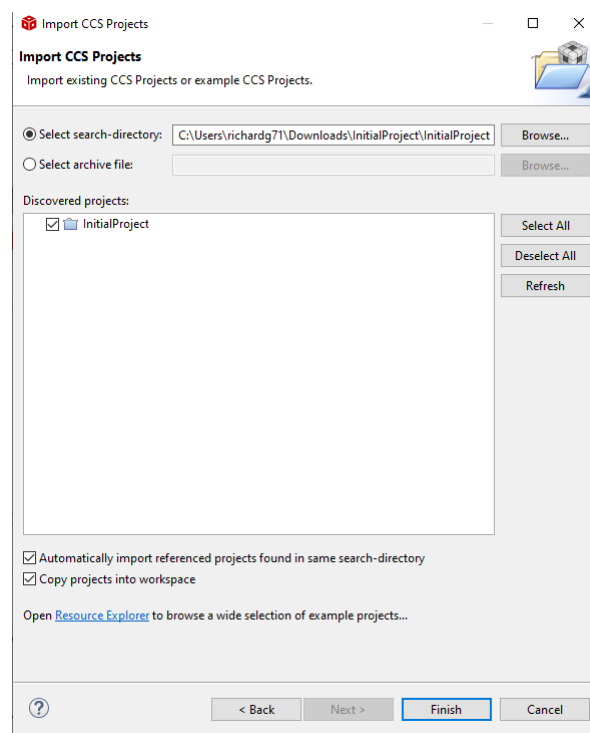 Import CCS Projects
Import CCS Projects
Import existing CCS Projects or example CCS Projects.
Select search-directory: C:\Users\richardg71\Downloads\InitialProject\InitialProject Browse...
Select archive file: Browse...
Discovered projects:
InitialProject
Select All
Deselect All
Refresh
Automatically import referenced projects found in same search-directory
Copy projects into workspace
Open Resource Explorer to browse a wide selection of example projects...
? < Back Next > Finish Cancel